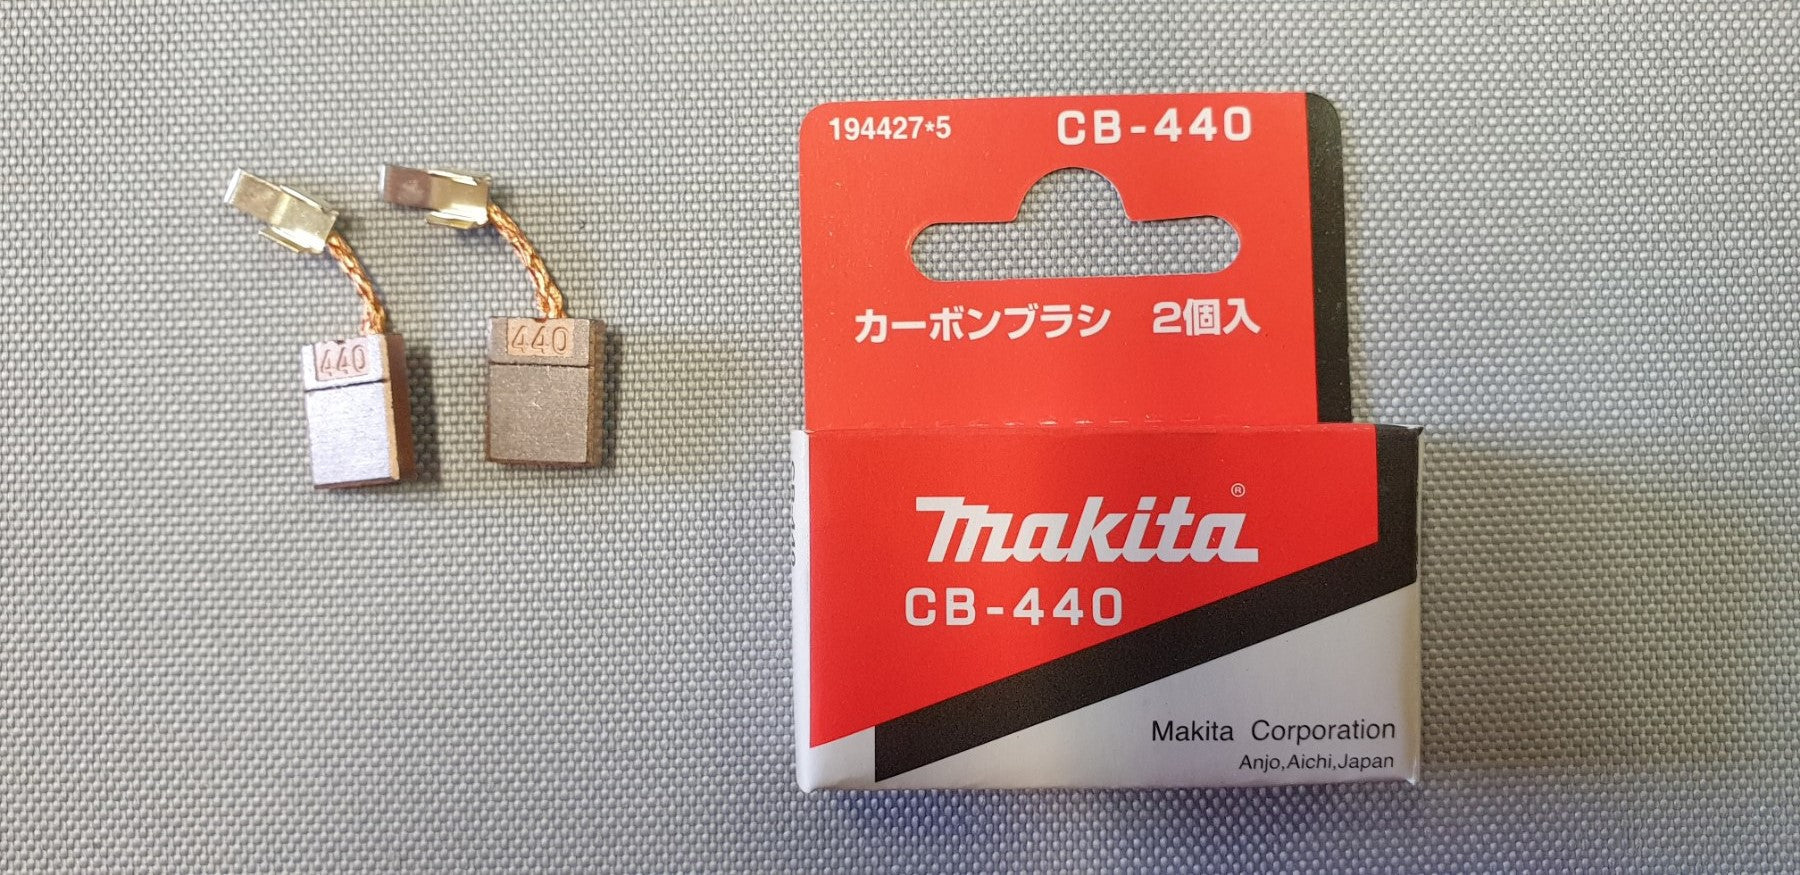 440
440
194427*5
CB-440
カーボンブラシ 2個入
makita®
CB-440
Makita Corporation
Anjo,Aichi,Japan